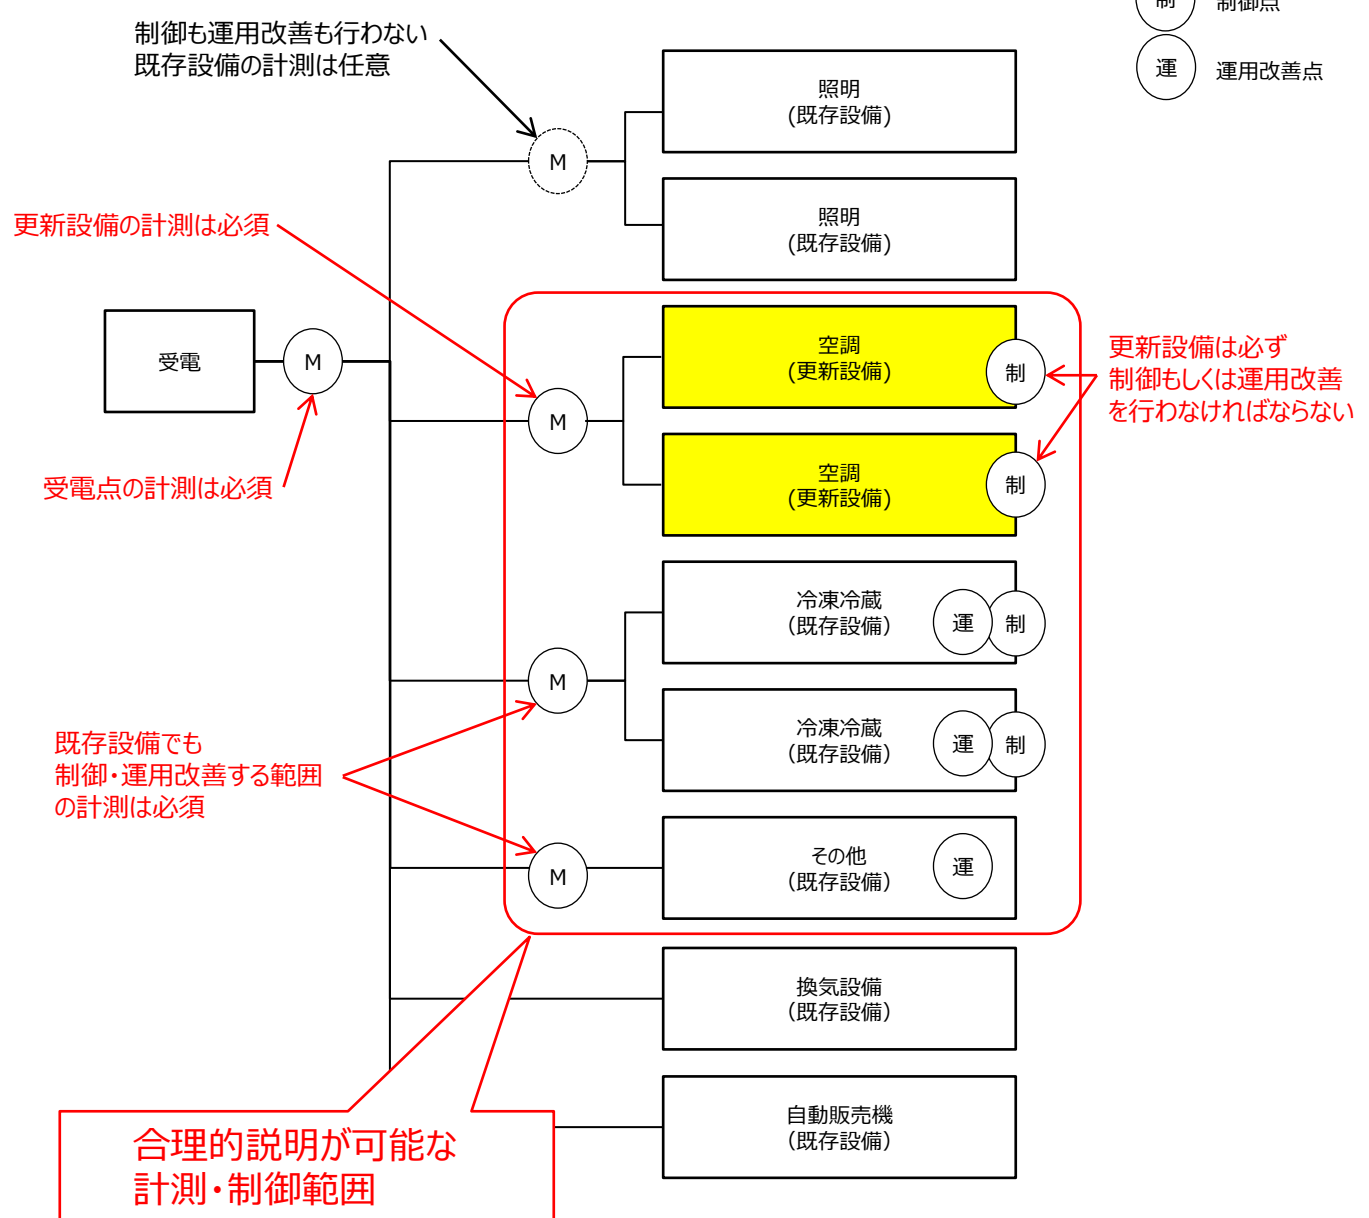 制 制御点
運 運用改善点
制御も運用改善も行わない
既存設備の計測は任意
照明
(既存設備)
M
照明
(既存設備)
更新設備の計測は必須
受電
M
空調
(更新設備)
制
更新設備は必ず
制御もしくは運用改善
を行わなければならない
M
空調
(更新設備)
制
受電点の計測は必須
冷凍冷蔵
(既存設備)
運
制
M
冷凍冷蔵
(既存設備)
運
制
既存設備でも
制御・運用改善する範囲
の計測は必須
M
その他
(既存設備)
運
換気設備
(既存設備)
自動販売機
(既存設備)
合理的説明が可能な
計測・制御範囲